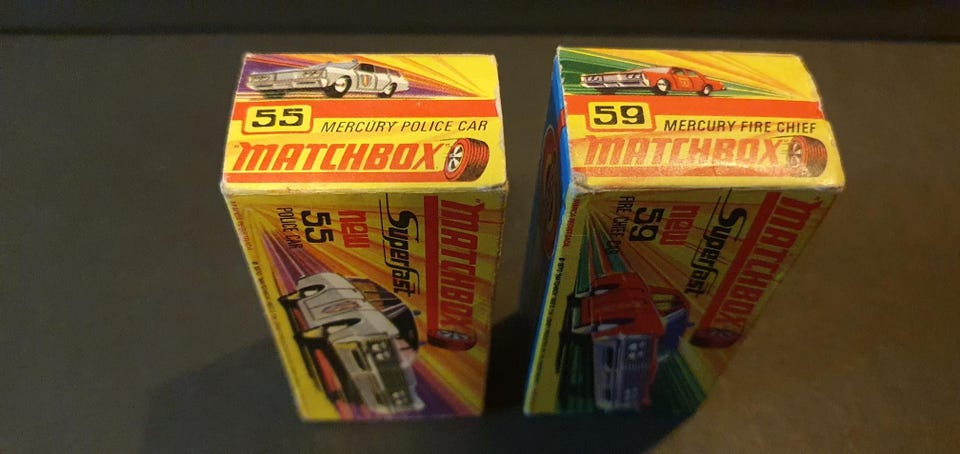 55
MERCURY POLICE CAR
"MATCHBOX"
"MATCHBOX"
Superfast
new
55
POLICE CAR
59
MERCURY FIRE CHIEF
"MATCHBOX"
"MATCHBOX"
Superfast
new
59
FIRE CHIEF CAR